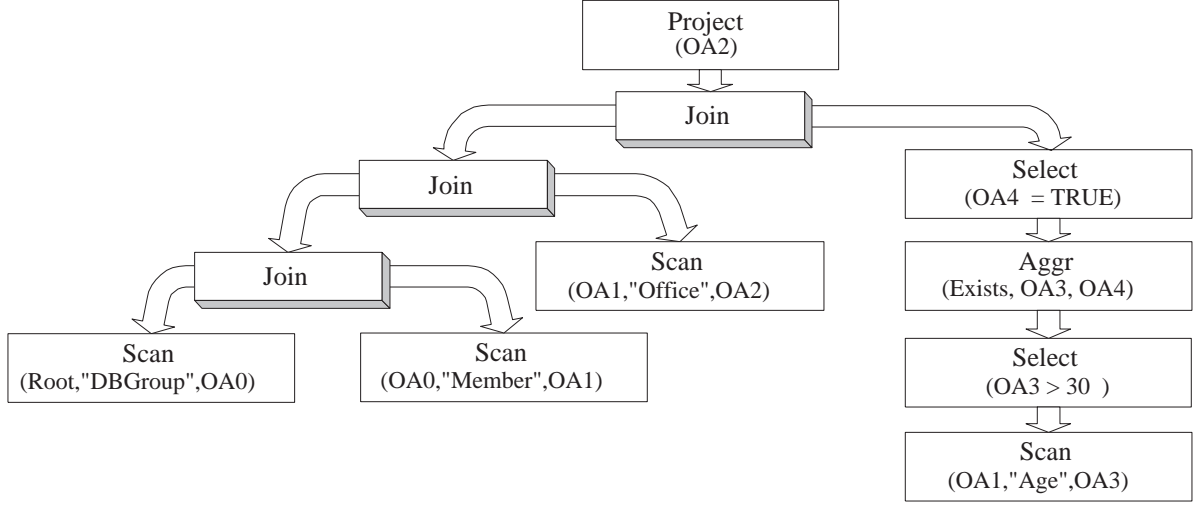 Project
(OA2)
Join
Join
Select
(OA4 = TRUE)
Join
Scan
(OA1,"Office",OA2)
Aggr
(Exists, OA3, OA4)
Scan
(Root,"DBGroup",OA0)
Scan
(OA0,"Member",OA1)
Select
(OA3 > 30 )
Scan
(OA1,"Age",OA3)